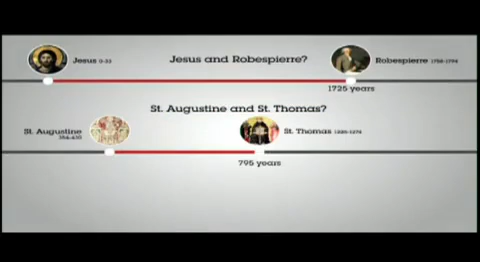 Jesus 0-33
Jesus and Robespierre?
Robespierre 1758-1794
1725 years
St. Augustine and St. Thomas?
St. Augustine
354-430
St. Thomas 1225-1274
795 years